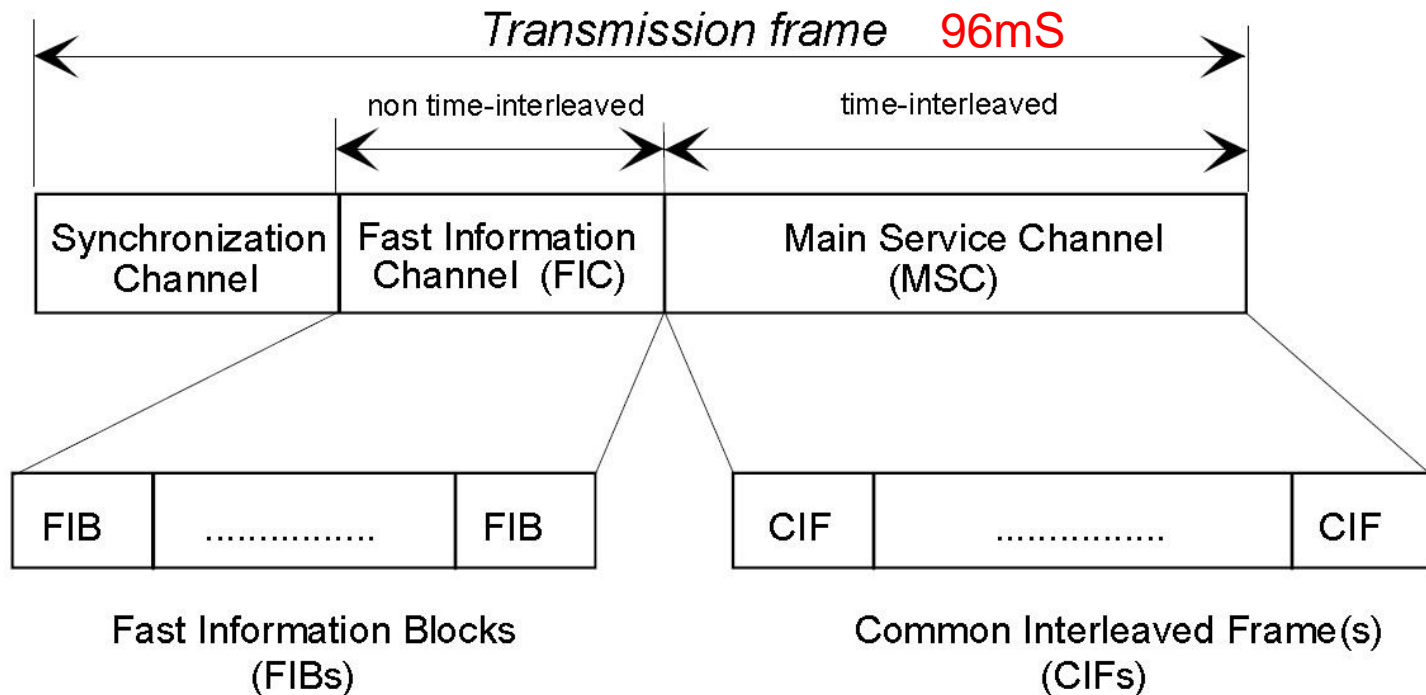 Transmission frame 96mS
non time-interleaved
time-interleaved
Synchronization
Channel
Fast Information
Channel (FIC)
Main Service Channel
(MSC)
FIB ................ FIB
CIF ................ CIF
Fast Information Blocks
(FIBs)
Common Interleaved Frame(s)
(CIFs)